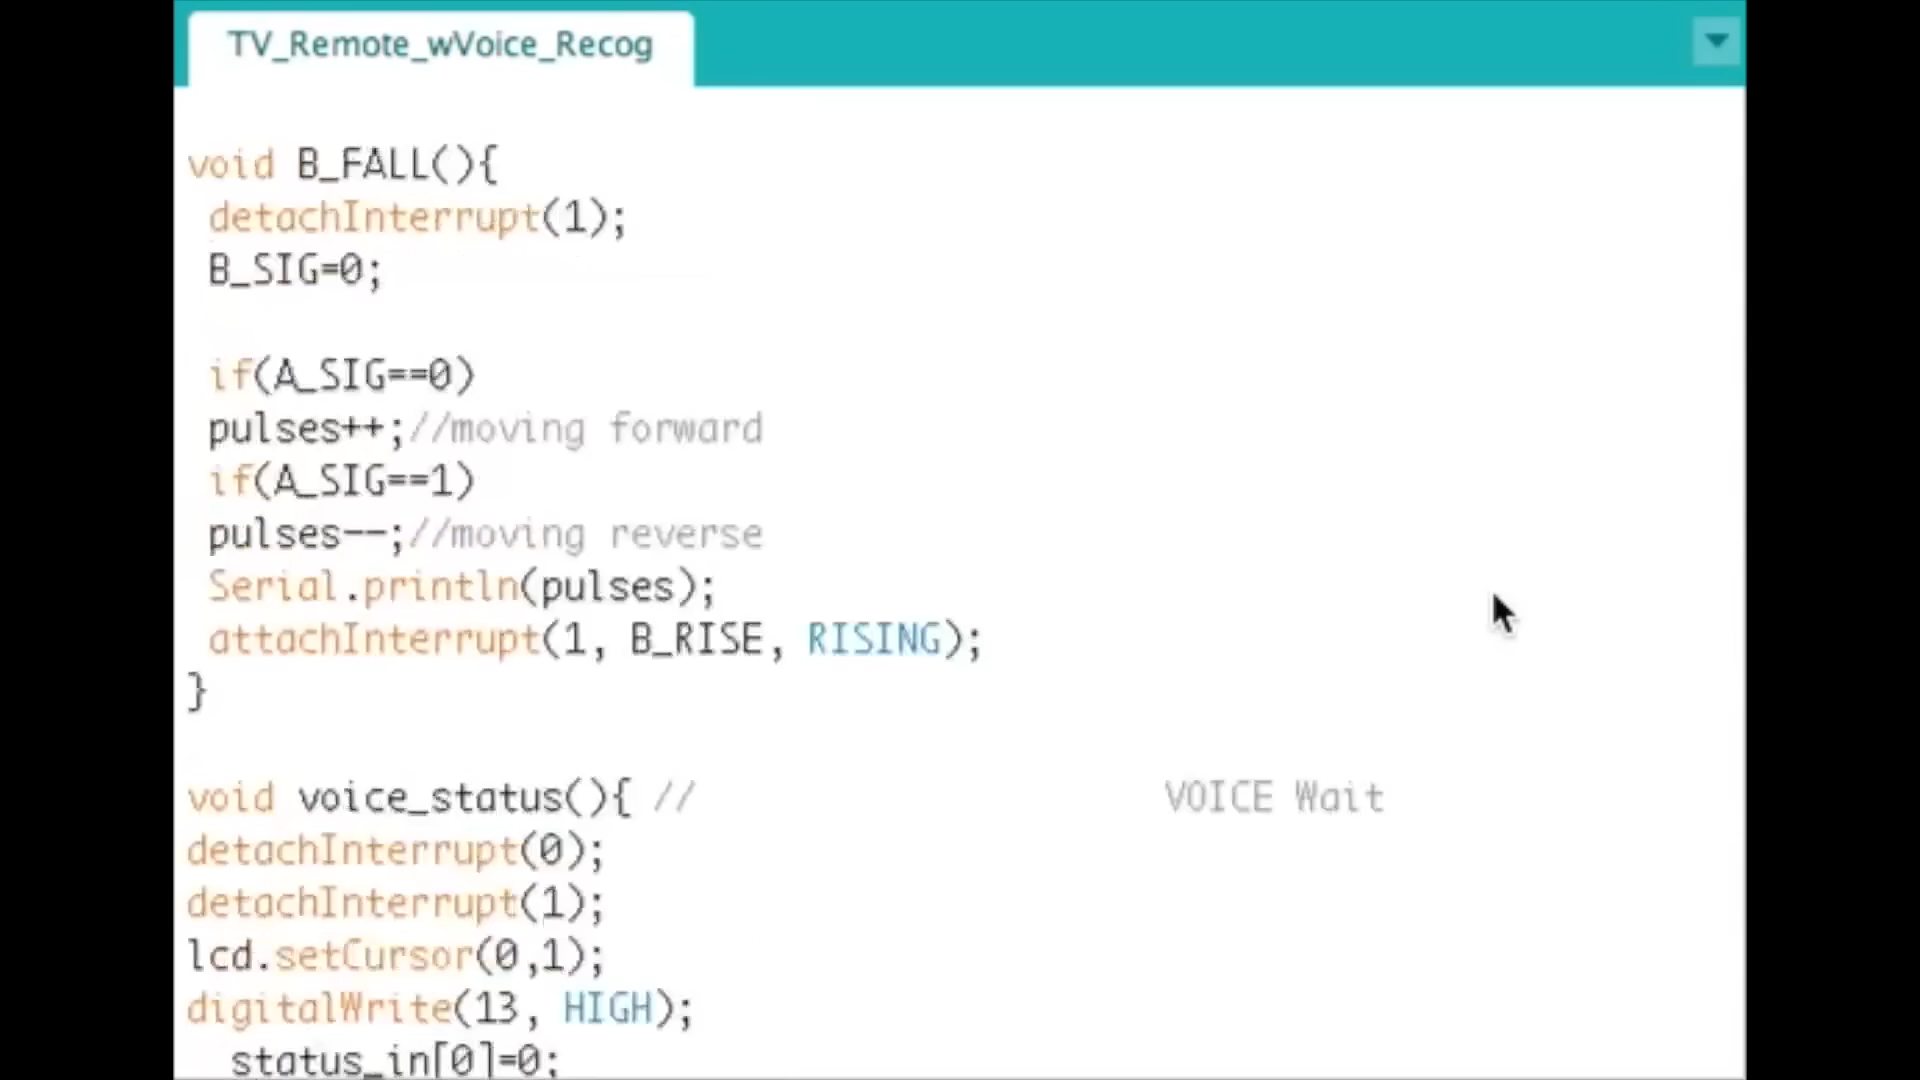 TV_Remote_wVoice_Recog
void B_FALL(){
detachInterrupt(1);
B_SIG=0;
if(A_SIG==0)
pulses++;//moving forward
if(A_SIG==1)
pulses--;//moving reverse
Serial.println(pulses);
attachInterrupt(1, B_RISE, RISING);
}
void voice_status(){ // VOICE Wait
detachInterrupt(0);
detachInterrupt(1);
lcd.setCursor(0,1);
digitalWrite(13, HIGH);
status_in[0]=0;